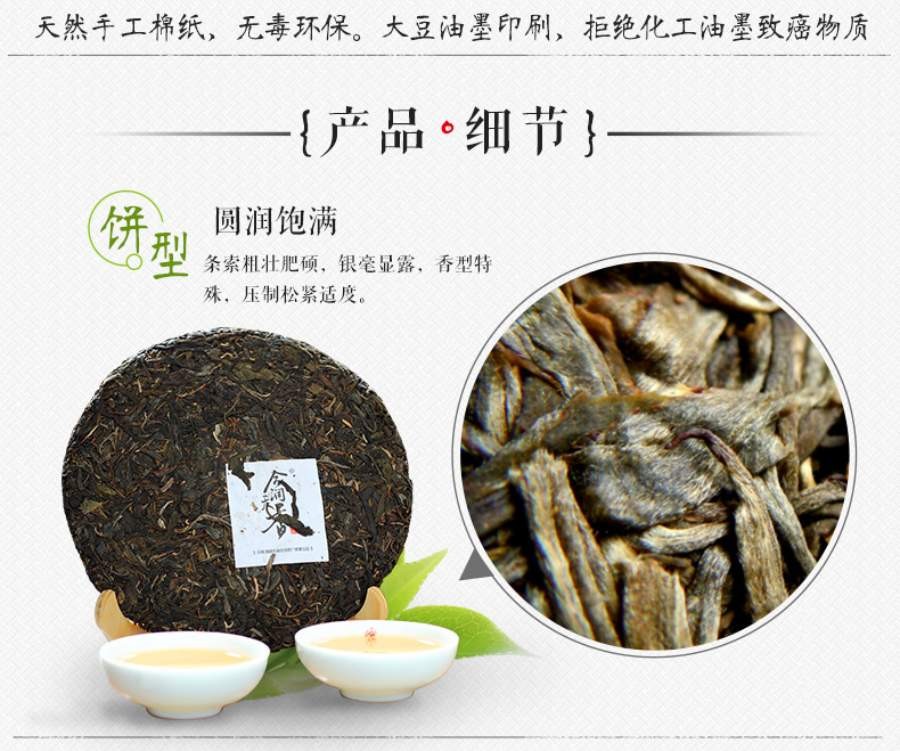 天然手工棉纸，无毒环保。大豆油墨印刷，拒绝化工油墨致癌物质
{产品·细节}
饼型
圆润饱满
条索粗壮肥硕，银毫显露，香型特
殊，压制松紧适度。